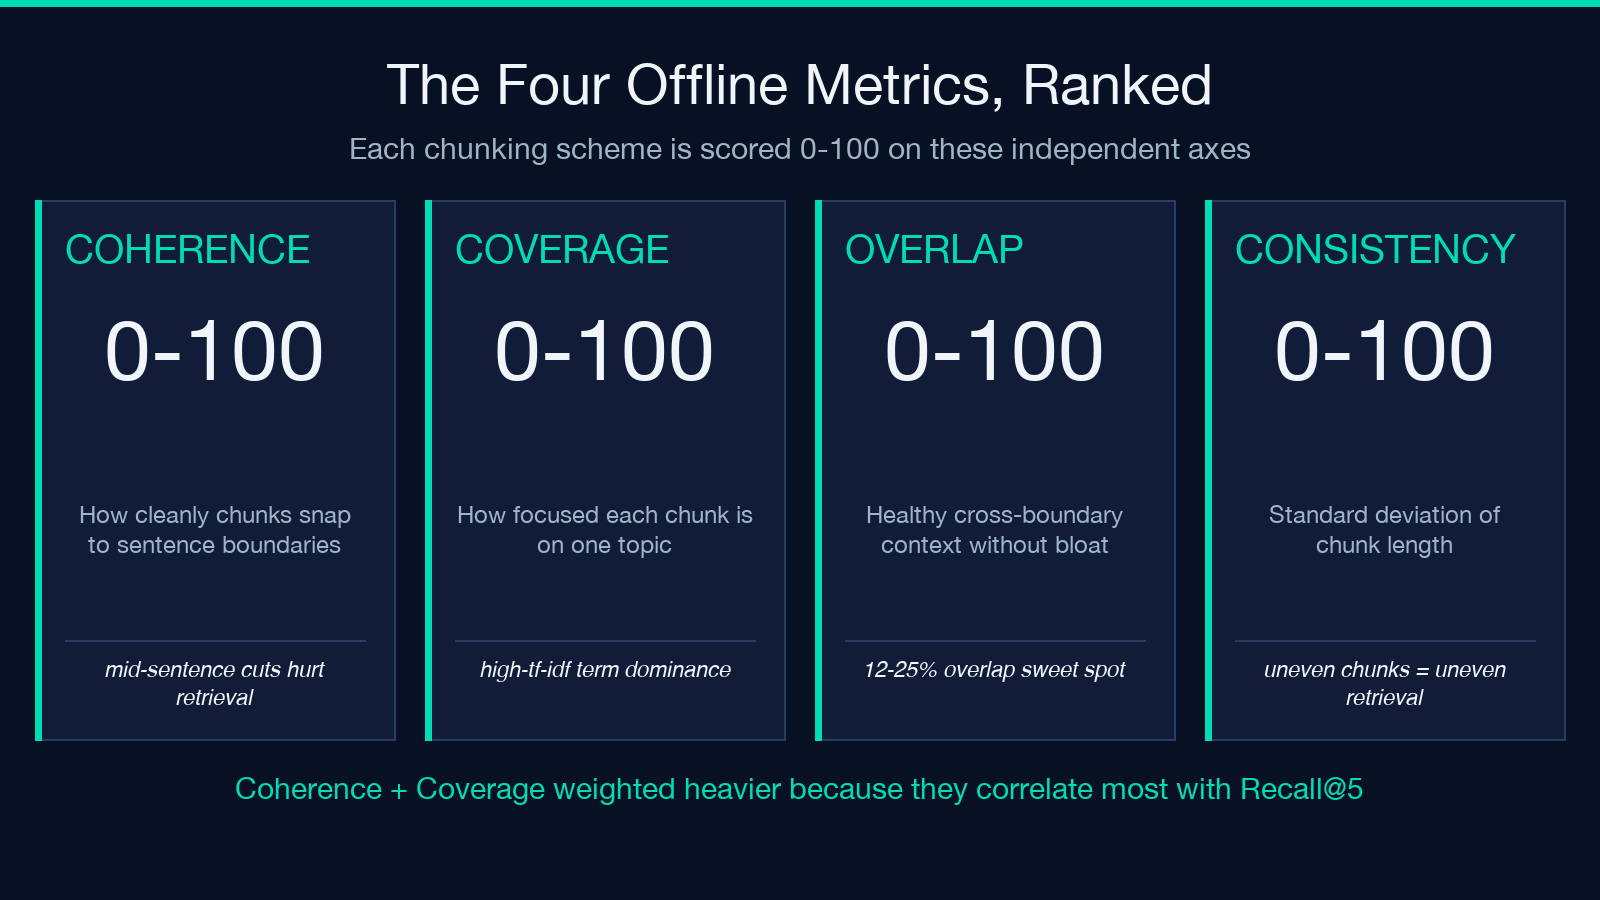 The Four Offline Metrics, Ranked
Each chunking scheme is scored 0-100 on these independent axes
COHERENCE
0-100
How cleanly chunks snap
to sentence boundaries
mid-sentence cuts hurt
retrieval
COVERAGE
0-100
How focused each chunk is
on one topic
high-tf-idf term dominance
OVERLAP
0-100
Healthy cross-boundary
context without bloat
12-25% overlap sweet spot
CONSISTENCY
0-100
Standard deviation of
chunk length
uneven chunks = uneven
retrieval
Coherence + Coverage weighted heavier because they correlate most with Recall@5